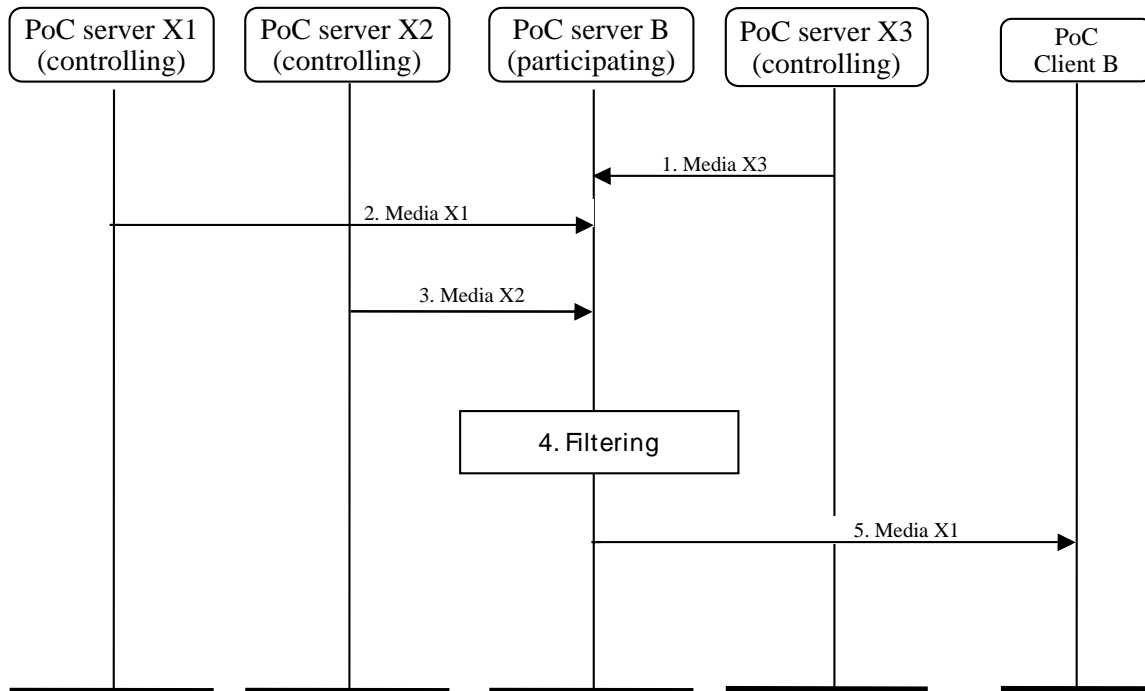 PoC server X1
(controlling)
PoC server X2
(controlling)
PoC server B
(participating)
PoC server X3
(controlling)
PoC
Client B
1. Media X3
2. Media X1
3. Media X2
4. Filtering
5. Media X1